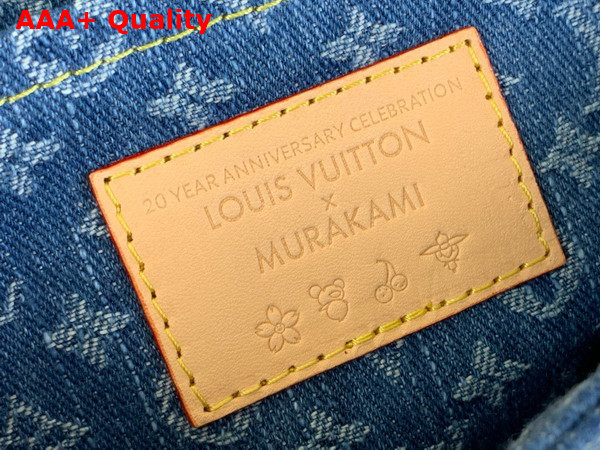 AAA+ Quality
20 YEAR ANNIVERSARY CELEBRATION
LOUIS VUITTON
x
MURAKAMI